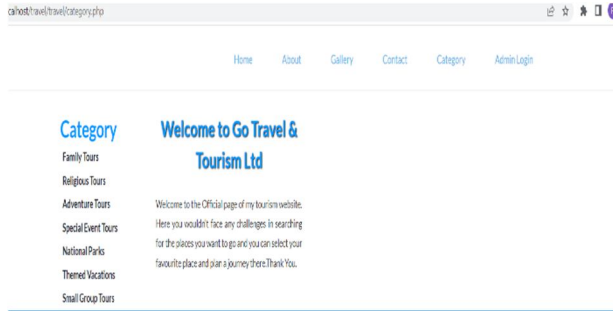 calhost/travel/travel/category.php
Home About Gallery Contact Category Admin Login
Category
Family Tours
Religious Tours
Adventure Tours
Special Event Tours
National Parks
Themed Vacations
Small Group Tours
Welcome to Go Travel &
Tourism Ltd
Welcome to the Official page of my tourism website.
Here you wouldn't face any challenges in searching
for the places you want to go and you can select your
favourite place and plan a journey there.Thank You.